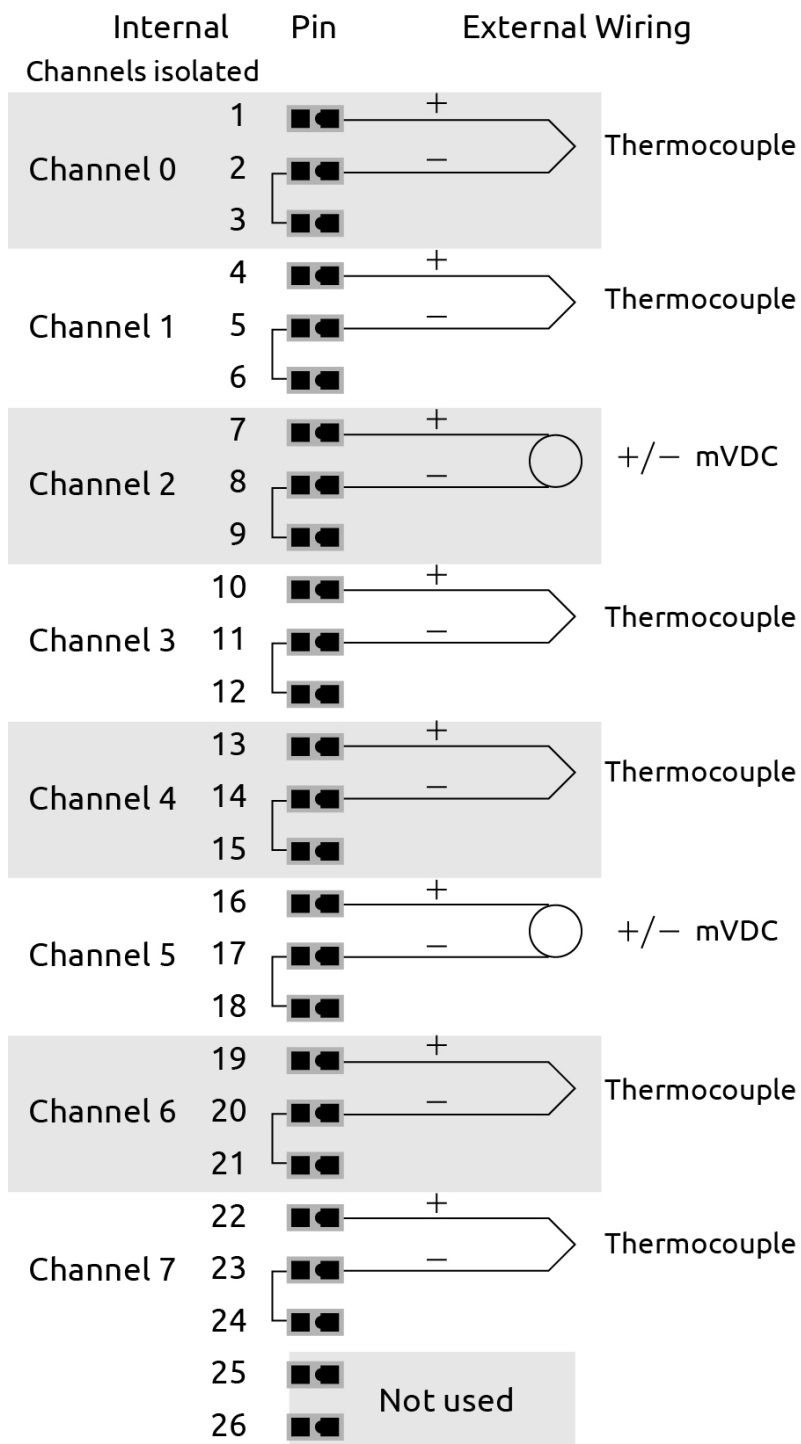 Internal Pin External Wiring
Channels isolated
1 +
Thermocouple
Channel 0 2 −
3
4 +
Thermocouple
Channel 1 5 −
6
7 +
+/− mVDC
Channel 2 8 −
9
10 +
Thermocouple
Channel 3 11 −
12
13 +
Thermocouple
Channel 4 14 −
15
16 +
+/− mVDC
Channel 5 17 −
18
19 +
Thermocouple
Channel 6 20 −
21
22 +
Thermocouple
Channel 7 23 −
24
25
Not used
26